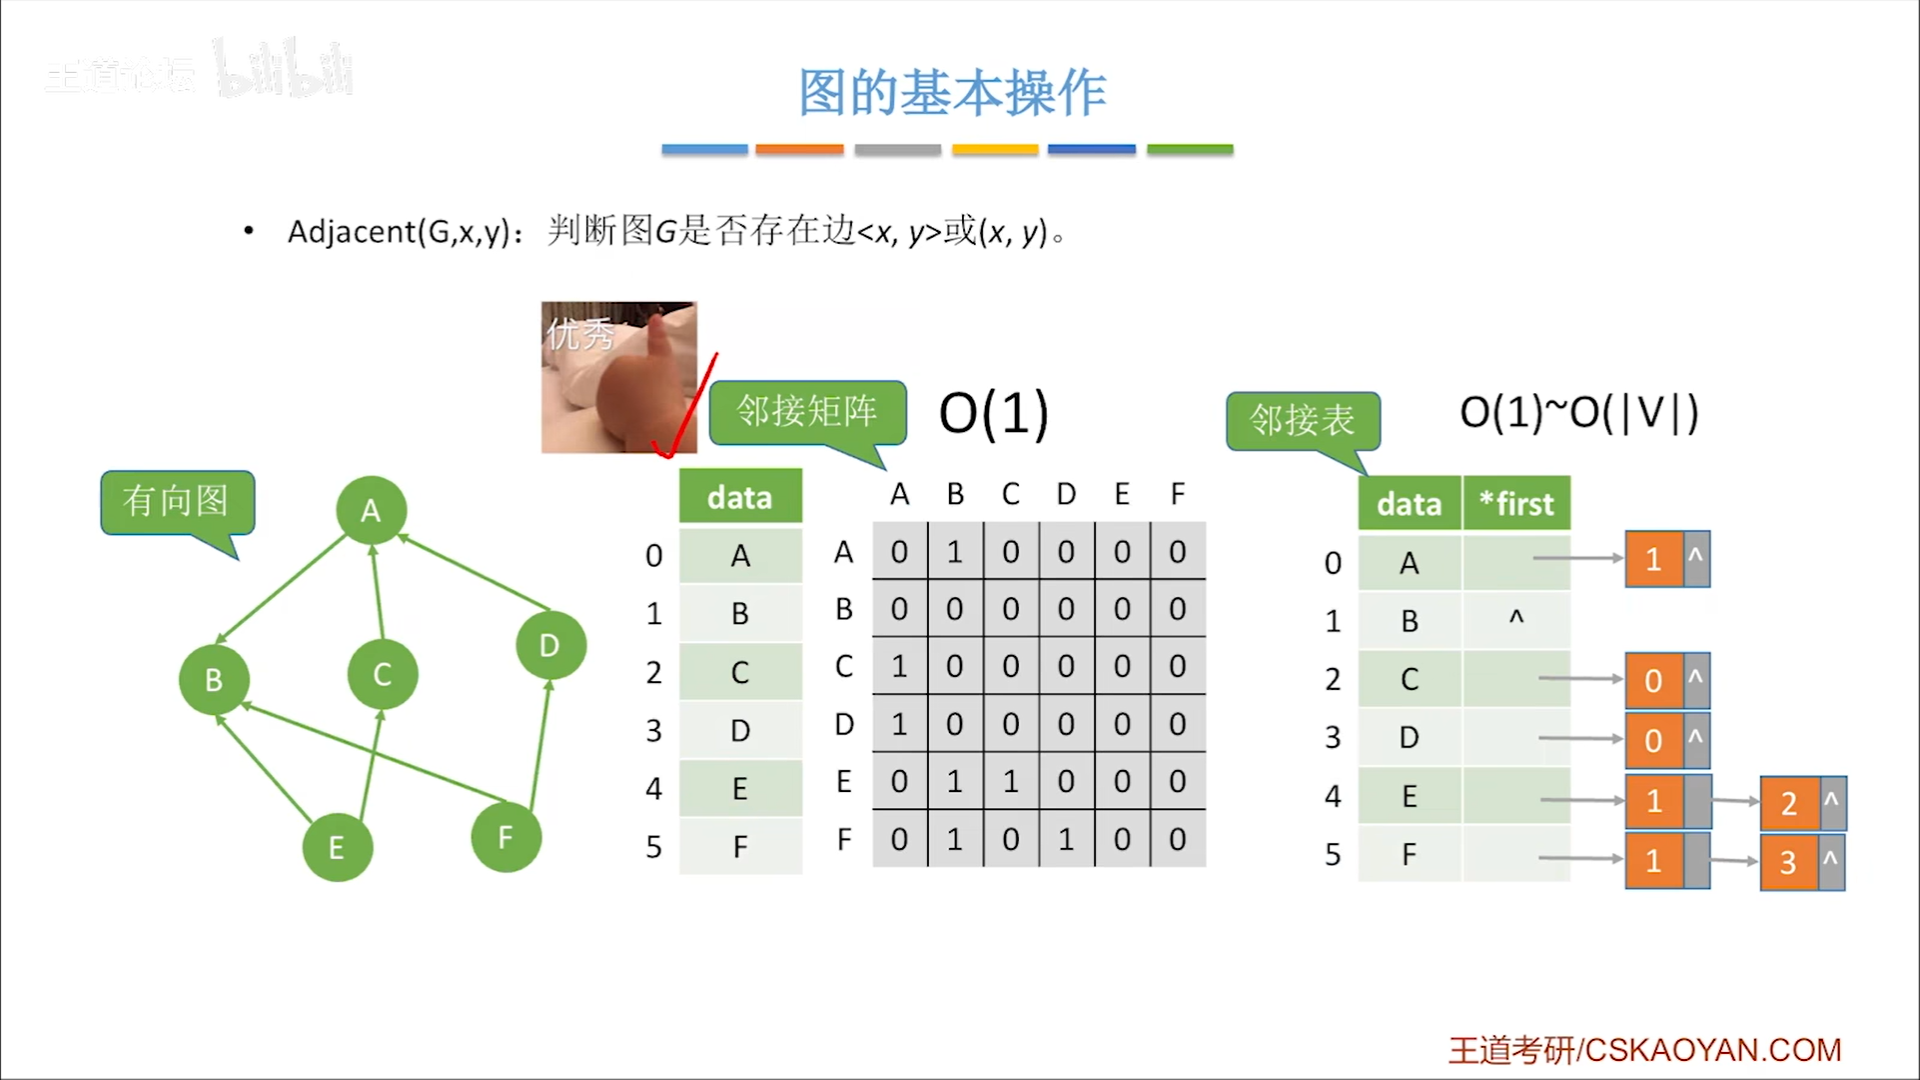 王道论坛 bilibili
图的基本操作
• Adjacent(G,x,y)：判断图G是否存在边<x, y>或(x, y)。
优秀
有向图
A
B
C
D
E
F
邻接矩阵 O(1)
data
0 A
1 B
2 C
3 D
4 E
5 F
A B C D E F
A 0 1 0 0 0 0
B 0 0 0 0 0 0
C 1 0 0 0 0 0
D 1 0 0 0 0 0
E 0 1 1 0 0 0
F 0 1 0 1 0 0
邻接表 O(1)~O(|V|)
data *first
0 A 1 ^
1 B ^
2 C 0 ^
3 D 0 ^
4 E 1 2 ^
5 F 1 3 ^
王道考研/CSKAOYAN.COM